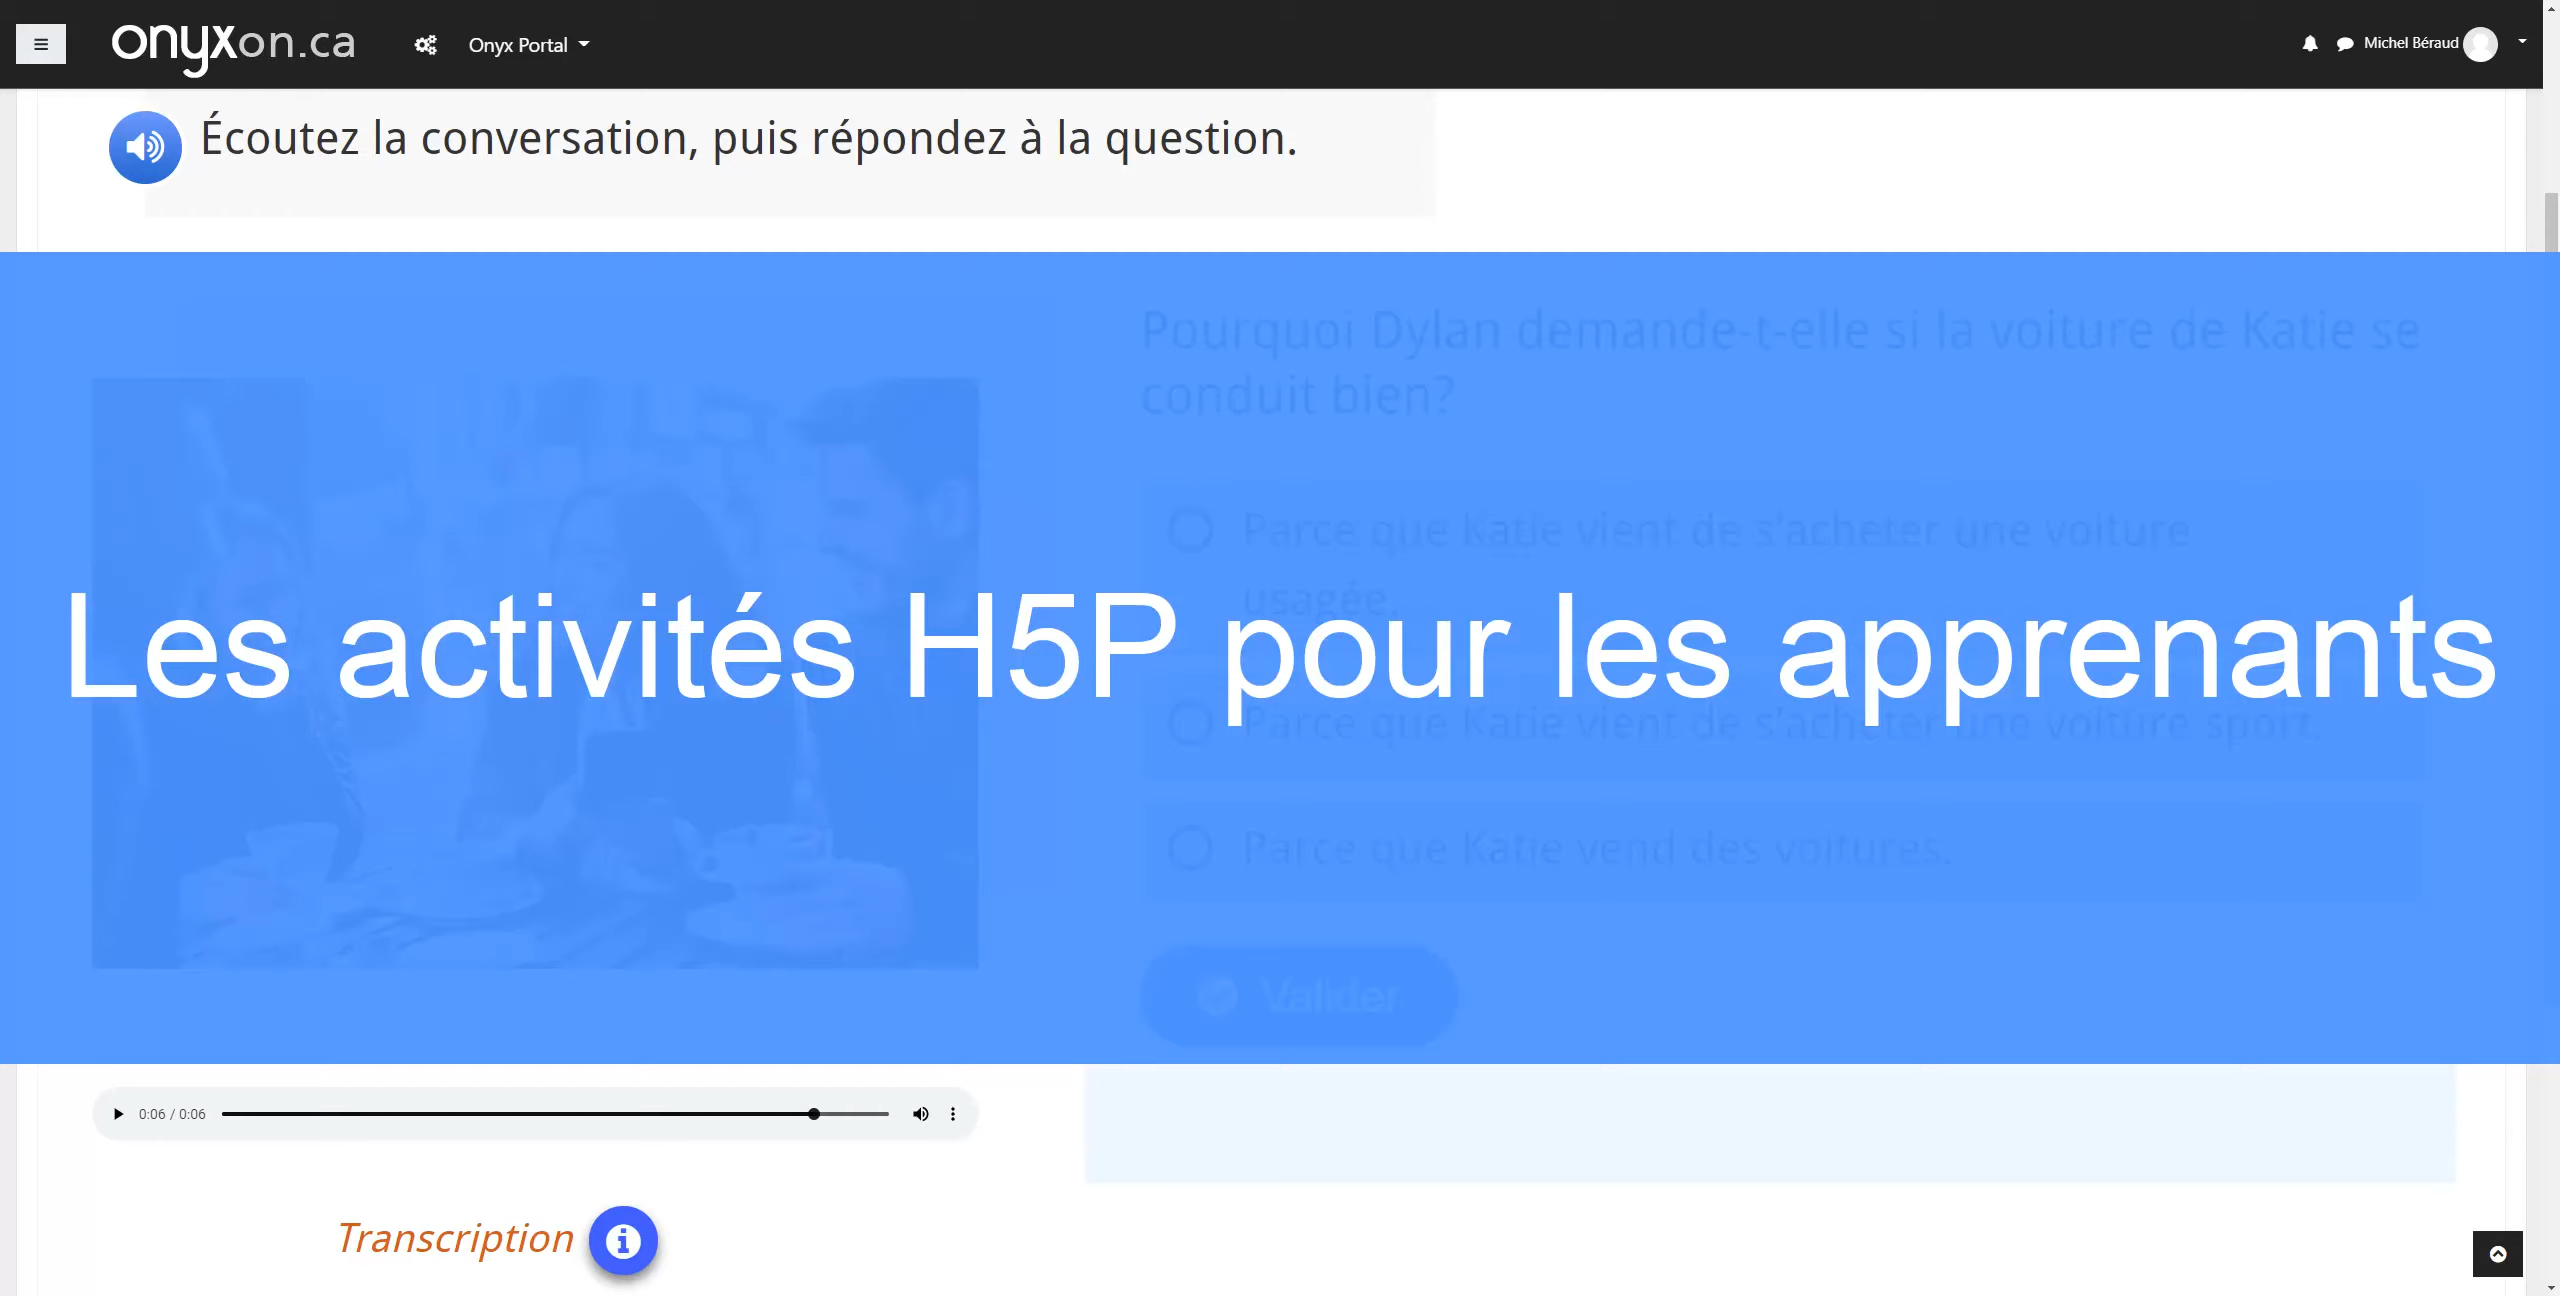 onyxon.ca
Onyx Portal
Michel Béraud
Écoutez la conversation, puis répondez à la question.
Pourquoi Dylan demande-t-elle si la voiture de Katie se
conduit bien?
Parce que Katie vient de s'acheter une voiture
usagée.
Les activités H5P pour les apprenants
Parce que Katie vient de s'acheter une voiture sport.
Parce que Katie vend des voitures.
Valider
0:06 / 0:06
Transcription